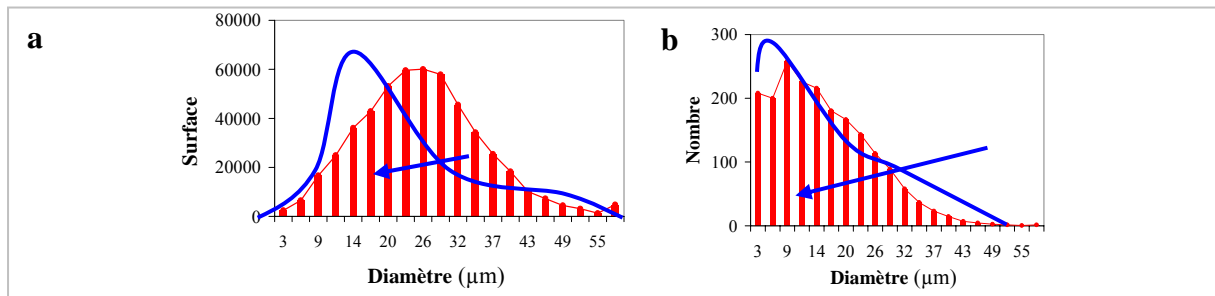 a
80000
60000
40000
20000
0
Surface
3 9 14 20 26 32 37 43 49 55
Diamètre (µm)
b
300
200
100
0
Nombre
3 9 14 20 26 32 37 43 49 55
Diamètre (µm)